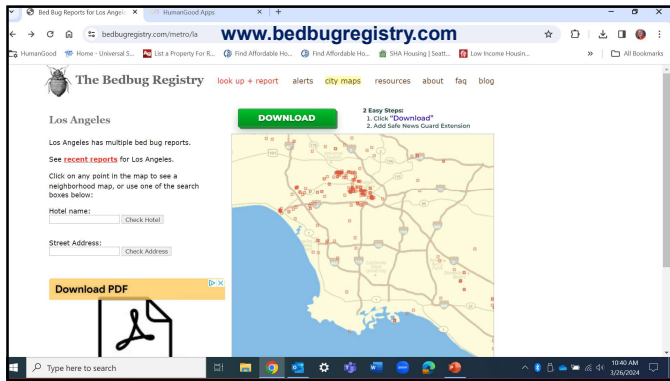 Bed Bug Reports for Los Angele
HumanGood Apps
bedbugregistry.com/metro/la
www.bedbugregistry.com
HumanGood
Home - Universal S...
List a Property For R...
Find Affordable Ho...
Find Affordable Ho...
SHA Housing | Seatt...
Low Income Housin...
All Bookmarks
The Bedbug Registry
look up + report alerts city maps resources about faq blog
DOWNLOAD
2 Easy Steps:
1. Click "Download"
2. Add Safe News Guard Extension
Los Angeles
Los Angeles has multiple bed bug reports.
See recent reports for Los Angeles.
Click on any point in the map to see a
neighborhood map, or use one of the search
boxes below:
Hotel name:
Check Hotel
Street Address:
Check Address
Download PDF
Type here to search
10:40 AM
3/26/2024